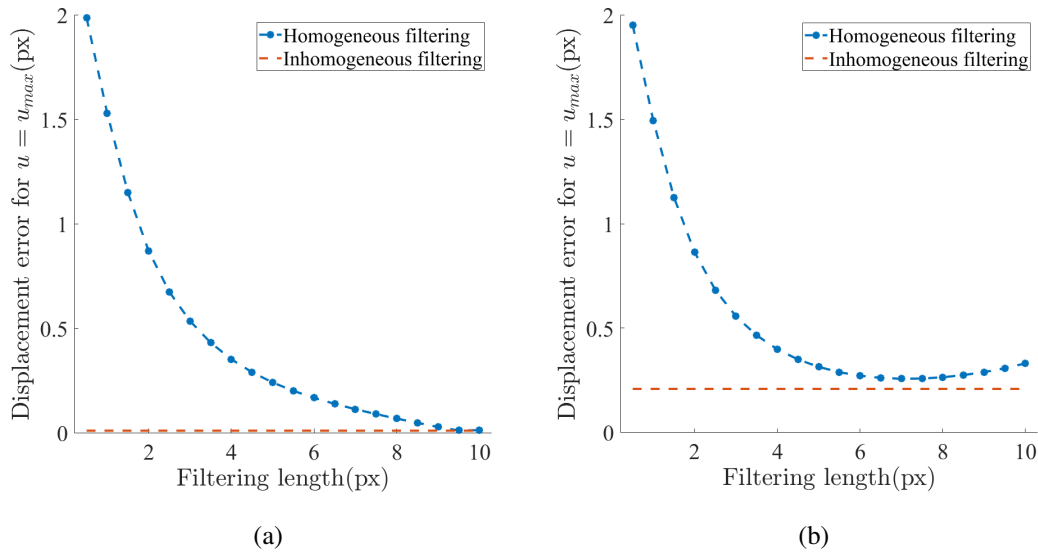 Displacement error for u = u_max(px)
2
1.5
1
0.5
0
Homogeneous filtering
Inhomogeneous filtering
2 4 6 8 10
Filtering length(px)
(a)
Displacement error for u = u_max(px)
2
1.5
1
0.5
0
Homogeneous filtering
Inhomogeneous filtering
2 4 6 8 10
Filtering length(px)
(b)